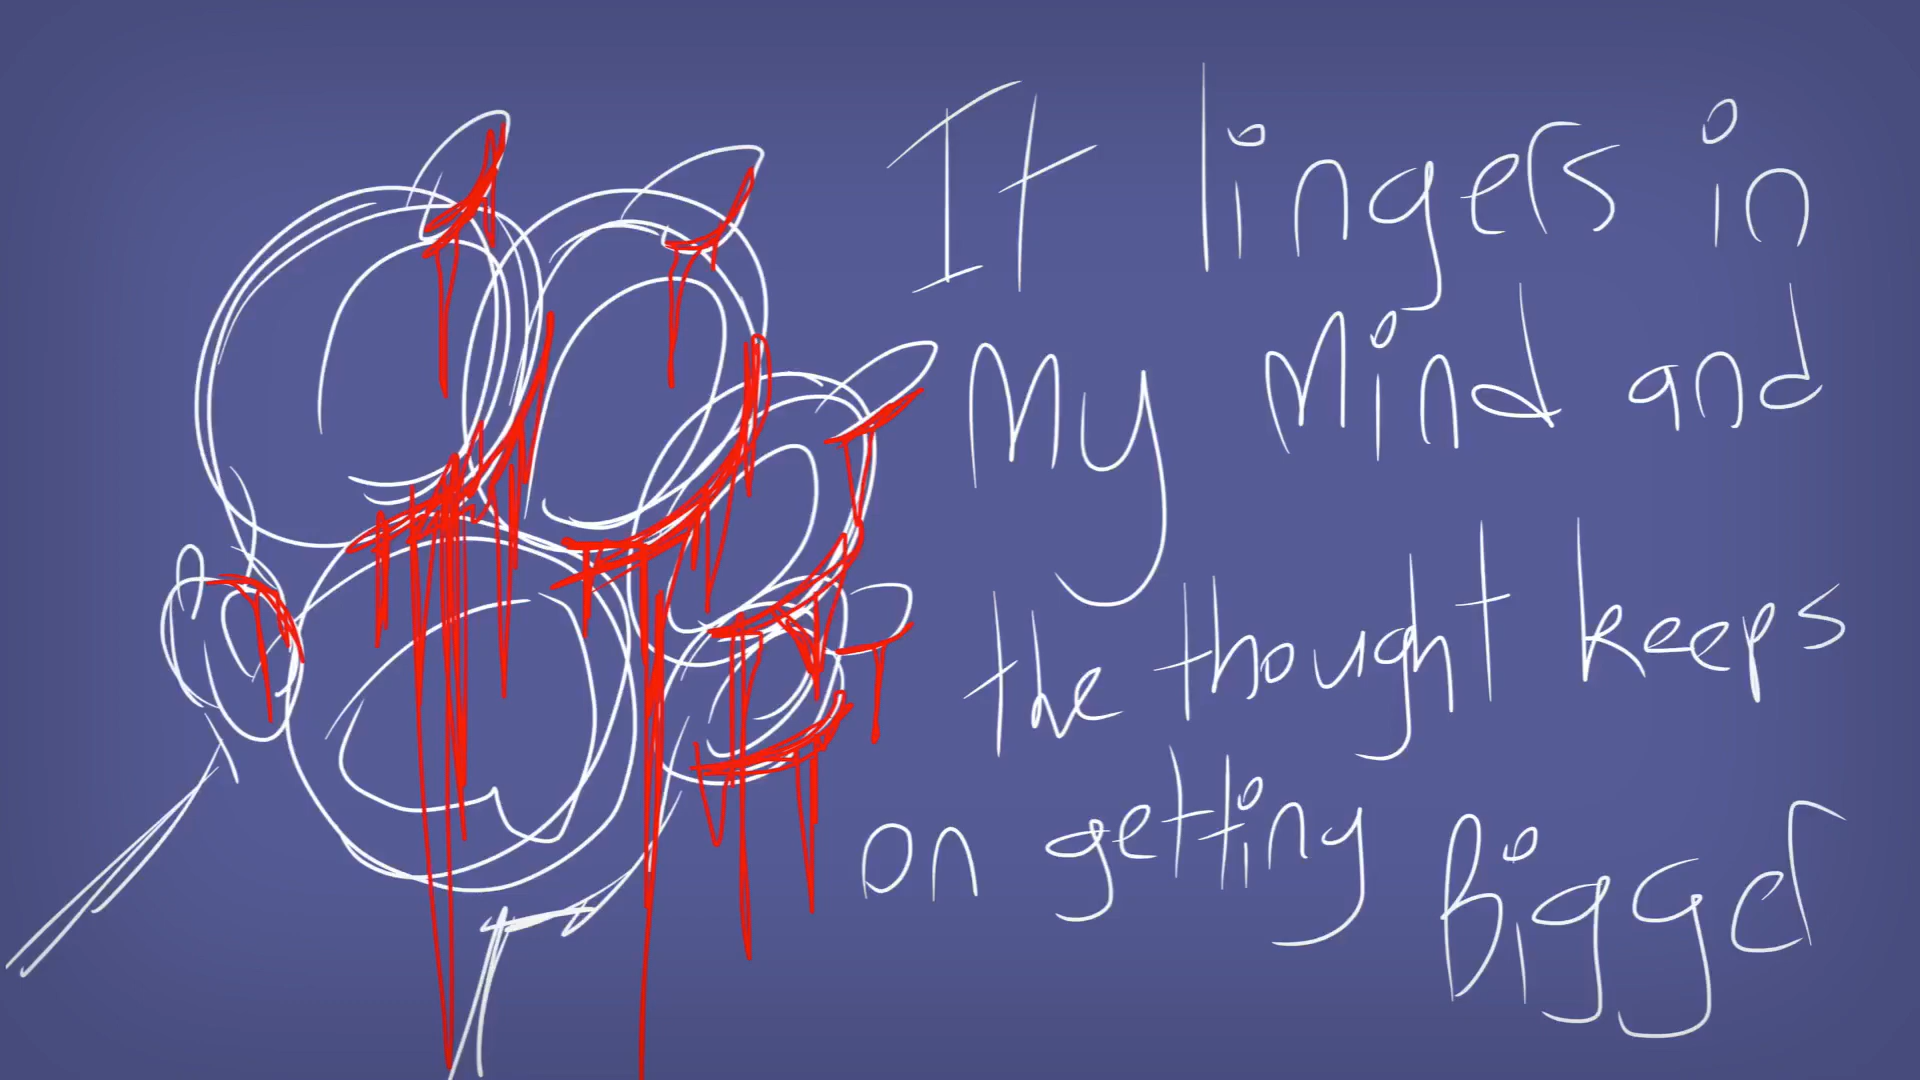 It lingers in
My Mind and
the thought keeps
on getting Bigger